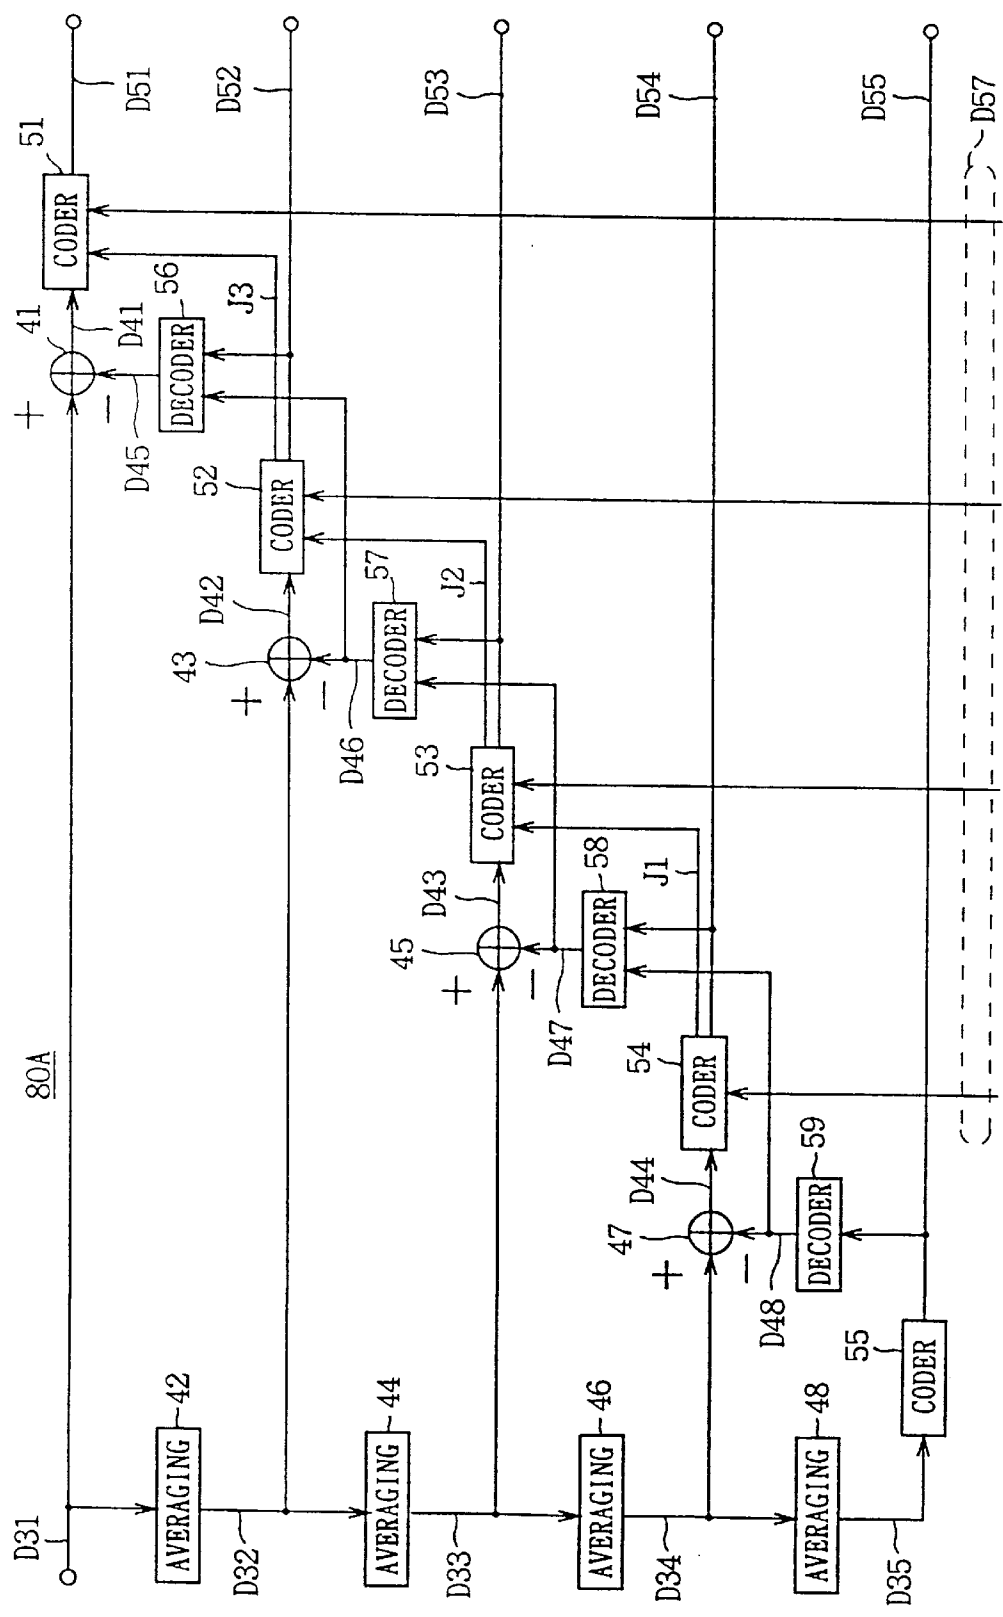 80A
D31
AVERAGING 42
D32
AVERAGING 44
D33
AVERAGING 46
D34
AVERAGING 48
D35
CODER 55
+
−
41
D41
D45
DECODER 56
CODER 51
D51
J3
+
−
43
D42
D46
DECODER 57
CODER 52
D52
J2
+
−
45
D43
D47
DECODER 58
CODER 53
D53
J1
+
−
47
D44
D48
DECODER 59
CODER 54
D54
D55
D57